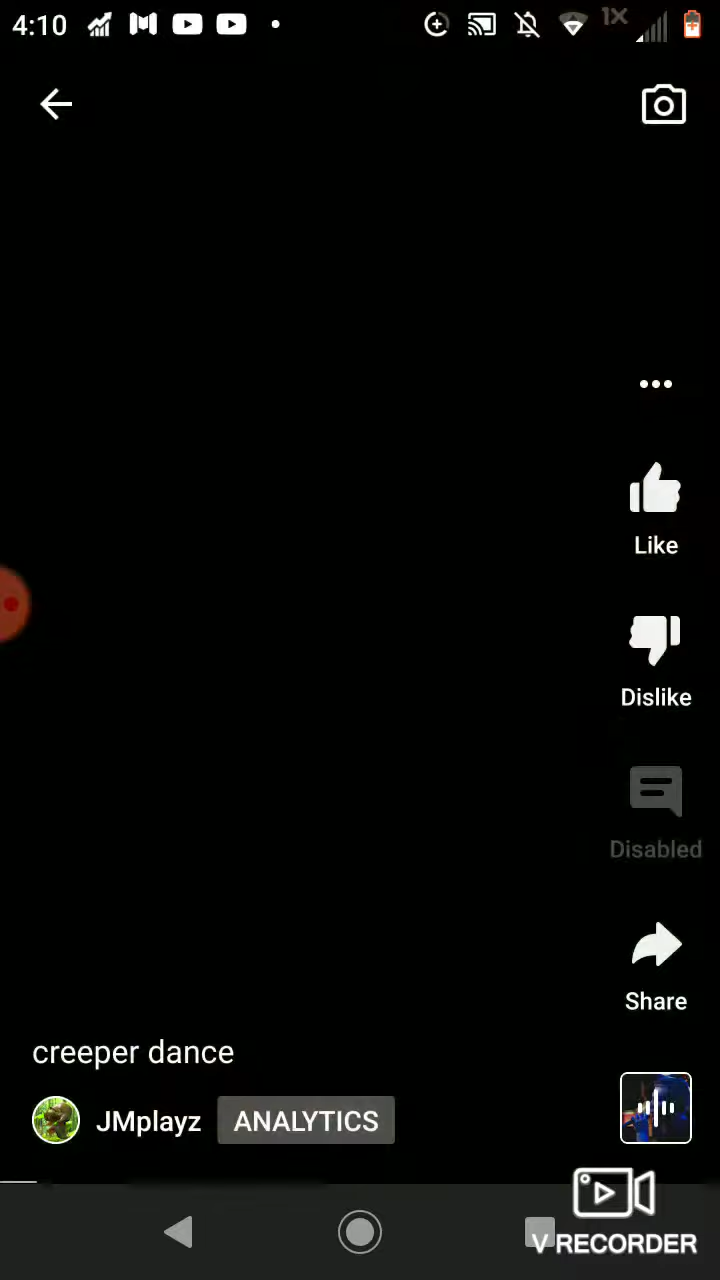 4:10
1X
Like
Dislike
Disabled
Share
creeper dance
JMplayz
ANALYTICS
V RECORDER